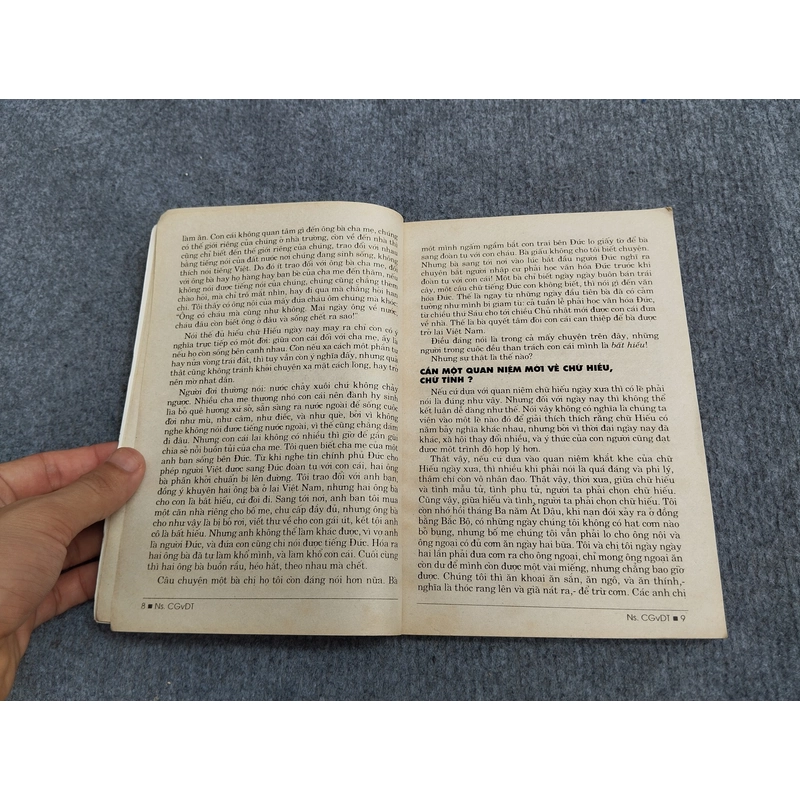 làm ăn. Con cái không quan tâm gì đến ông bà cha mẹ, chúng
có thế giới riêng của chúng ở nhà trường, còn về đến nhà thì
cũng chỉ biết đến thế giới riêng của chúng, trao đổi với nhau
bằng tiếng nói của đất nước nơi chúng đang sinh sống, không
thích nói tiếng Việt. Do đó ít trao đổi với ông bà cha mẹ, đối
với ông bà hay họ hàng hay bạn bè của cha mẹ đến thăm, nếu
không nói được tiếng nói của chúng, chúng cũng chẳng thèm
chào hỏi, mà chỉ trố mắt nhìn, hay đi qua mà chẳng hỏi han
chi. Tôi thấy có ông nói của mấy đứa cháu ôm chúng mà khóc,
"Ông có cháu mà cũng như không. Mai ngày ông về nước,
cháu đâu còn biết ông ở đâu và sống chết ra sao!"
Nói thế đủ hiểu chữ Hiếu ngày nay may ra chỉ còn có ý
nghĩa trực tiếp có một đời: giữa con cái đối với cha mẹ, ấy là
nếu họ còn sống bên cạnh nhau. Còn nếu xa cách một phần tư
hay nửa vòng trái đất, thì tuy vẫn còn ý nghĩa đấy, nhưng quả
thật cũng không tránh khỏi chuyện xa mặt cách lòng, hay trở
nên mờ nhạt dần.
Người đời thường nói: nước chảy xuôi chứ không chảy
ngược. Nhiều cha mẹ thương nhớ con cái nên đành hy sinh
lìa bỏ quê hương xứ sở, sẵn sàng ra nước ngoài để sống cuộc
đời như mù, như câm, như điếc, và như què, bởi vì không
nghe không nói được tiếng nước ngoài, vì thế cũng chẳng dám
đi đâu. Nhưng con cái lại không có nhiều thì giờ để gần gũi
chia sẻ nỗi buồn tủi của cha mẹ. Tôi quen biết cha mẹ của một
anh bạn sống bên Đức. Từ khi nghe tin chính phủ Đức cho
phép người Việt được sang Đức đoàn tụ với con cái, hai ông
bà phấn khởi chuẩn bị lên đường. Tôi trao đổi với anh bạn,
đồng ý khuyên hai ông bà ở lại Việt Nam, nhưng hai ông bà
cho con là bất hiếu, cứ đòi đi. Sang tới nơi, anh bạn tôi mua
một căn nhà riêng cho bố mẹ, chu cấp đầy đủ, nhưng ông bà
cho như vậy là bị bỏ rơi, viết thư về cho con gái út, kết tội anh
có là bất hiếu. Nhưng anh không thể làm khác được, vì vợ anh
là người Đức, và đứa con cũng chỉ nói được tiếng Đức. Hóa ra
hai ông bà đã tự làm khổ mình, và làm khổ con cái. Cuối cùng
thì hai ông bà buồn rầu, héo hắt, theo nhau mà chết.
Câu chuyện một bà chị họ tôi còn đáng nói hơn nữa. Bà
8 ■ Ns. CGvDT
một mình ngấm ngầm bắt con trai bên Đức lo giấy tờ để bà
sang đoàn tụ với con cháu. Bà giấu không cho tôi biết chuyện.
Nhưng bà sang tới nơi vào lúc bắt đầu người Đức nghĩ ra
chuyện bắt người nhập cư phải học văn hóa Đức trước khi
đoàn tụ với con cái! Một bà chỉ biết ngày ngày buôn bán trái
cây, một câu chữ tiếng Đức còn không biết, thì nói gì đến văn
hóa Đức. Thế là ngay từ những ngày đầu tiên bà đã có cảm
tưởng như mình bị giam tù: cả tuần lễ phải học văn hóa Đức,
từ chiều thứ Sáu cho tới chiều Chủ nhật mới được con cái đón
về nhà. Thế là bà quyết tâm đòi con can thiệp để bà được
trở lại Việt Nam.
Điều đáng nói là trong cả mấy chuyện trên đây, những
người trong cuộc đều than trách con cái mình là bất hiếu!
Nhưng sự thật là thế nào?
CẦN MỘT QUAN NIỆM MỚI VỀ CHỮ HIẾU,
CHỮ TÌNH ?
Nếu cứ dựa với quan niệm chữ hiếu ngày xưa thì có lẽ phải
nói là đúng như vậy. Nhưng đối với ngày nay thì không thể
kết luận dễ dàng như thế. Nói vậy không có nghĩa là chúng ta
viện vào một lẽ nào đó để giải thích thích rằng chữ Hiếu có
năm bảy nghĩa khác nhau, nhưng bởi vì thời đại ngày nay đã
khác, xã hội thay đổi nhiều, và ý thức của con người cũng đạt
được một trình độ hợp lý hơn.
Thật vậy, nếu cứ dựa vào quan niệm khắt khe của chữ
Hiếu ngày xưa, thì nhiều khi phải nói là quá đáng và phi lý,
thậm chí con vô nhân đạo. Thật vậy, thời xưa, giữa chữ hiếu
và tình mẫu tử, tình phụ tử, người ta phải chọn chữ hiếu.
Cũng vậy, giữa hiếu và tình, người ta phải chọn chữ hiếu. Tôi
còn nhớ hồi tháng Ba năm Ất Dậu, khi nạn đói xảy ra ở đồng
bằng Bắc Bộ, có những ngày chúng tôi không có hạt cơm nào
bỏ bụng, nhưng bố mẹ chúng tôi vẫn phải lo cho ông nội và
ông ngoại có đủ cơm ăn ngày hai bữa. Tôi và chị tôi ngày ngày
hai lần phải đưa cơm ra cho ông ngoại, chỉ mong ông ngoại ăn
còn dư để mình còn được một vài miếng, nhưng chẳng bao giờ
được. Chúng tôi thì ăn khoai ăn sắn, ăn ngô, và ăn thính,-
nghĩa là thóc rang lên và giã nát ra,- để trừ cơm. Các anh chị
Ns. CGvDT ■ 9